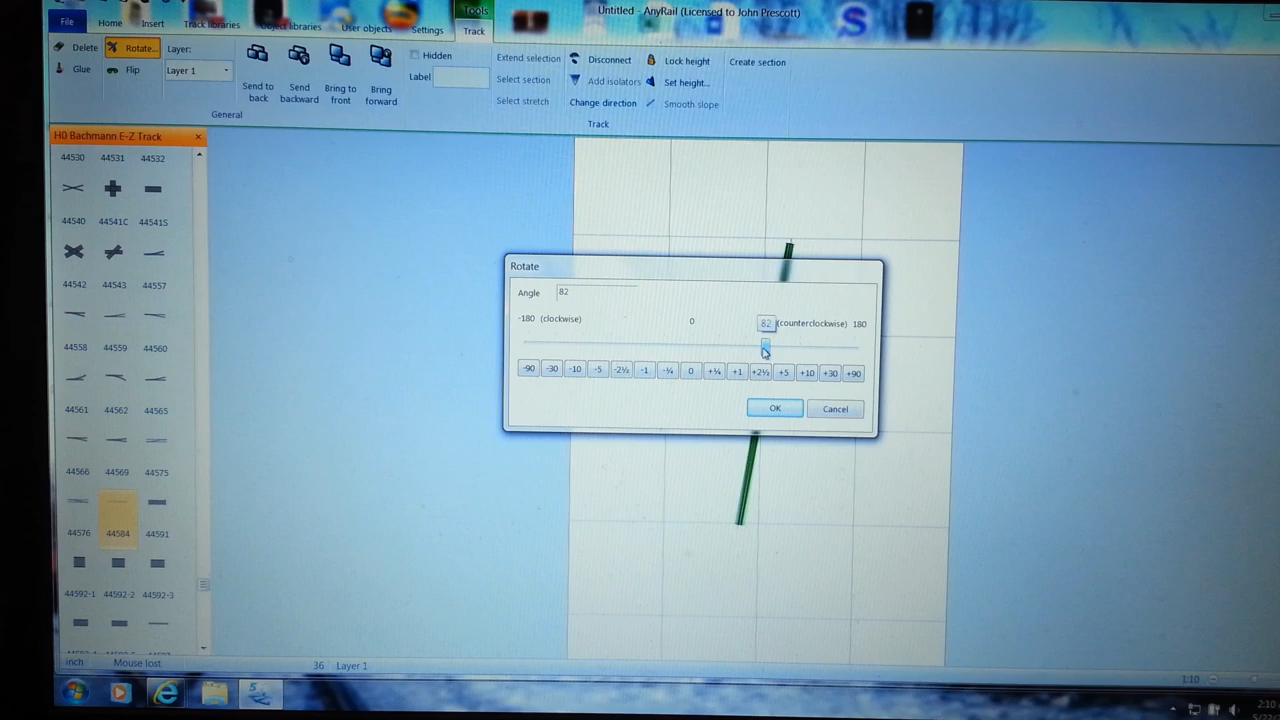 Untitled - AnyRail (Licensed to John Prescott)
Tools
File Home Insert Track libraries Object libraries User objects Settings Track
Delete Rotate... Layer: Hidden Extend selection Disconnect Lock height Create section
Glue Flip Layer 1 Send to back Send backward Bring to front Bring forward Label Select section Add isolators Set height...
Select stretch Change direction Smooth slope
General Track
H0 Bachmann E-Z Track ×
44530 44531 44532
44540 44541C 44541S
44542 44543 44557
44558 44559 44560
44561 44562 44565
44566 44569 44575
44576 44584 44591
44592-1 44592-2 44592-3
Rotate
Angle 82
-180 (clockwise) 0 82 (counterclockwise) 180
-90 -30 -10 -5 -2½ -1 -¼ 0 +¼ +1 +2½ +5 +10 +30 +90
OK Cancel
inch Mouse lost 36 Layer 1 1:10
2:10